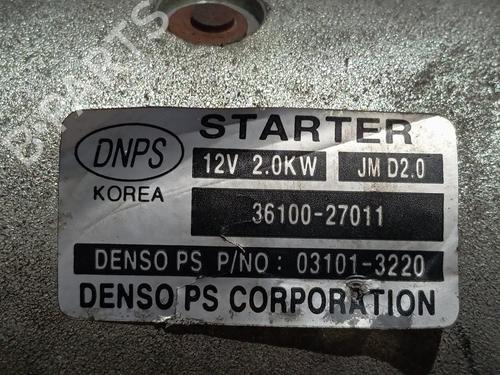 STARTER
DNPS
12V 2.0KW JM D2.0
KOREA
36100-27011
DENSO PS P/NO : 03101-3220
DENSO PS CORPORATION